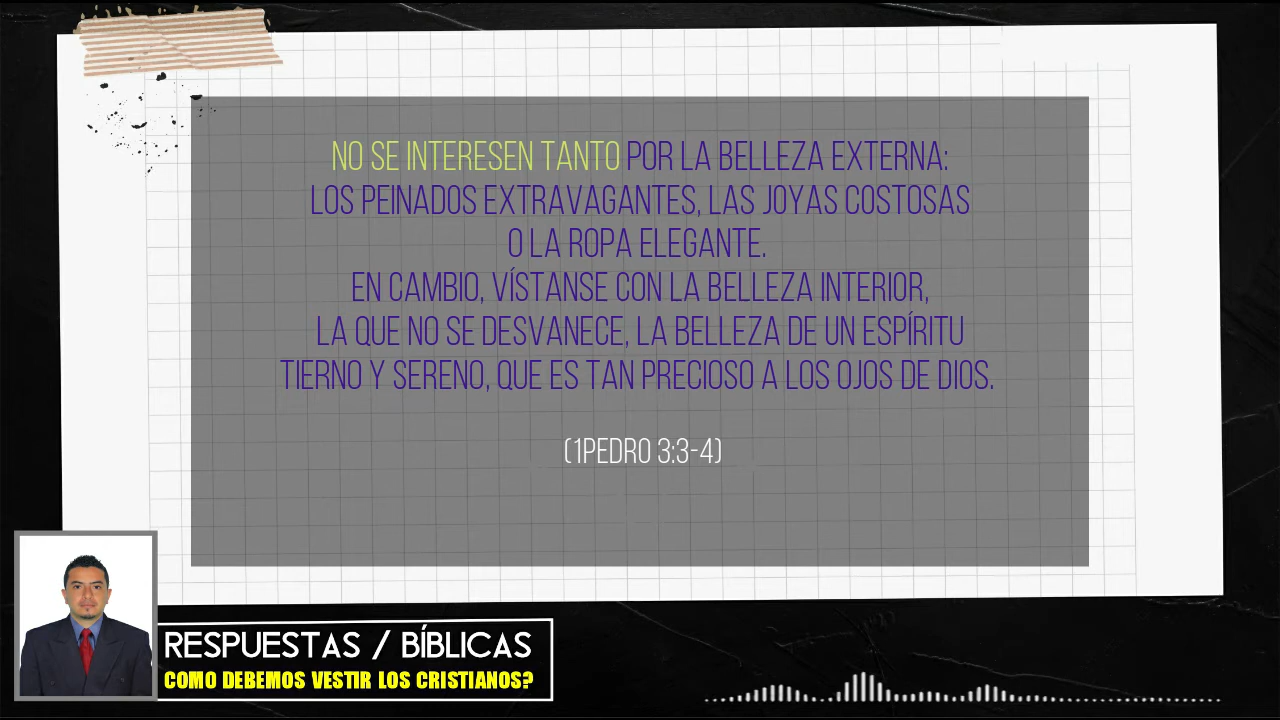 NO SE INTERESEN TANTO POR LA BELLEZA EXTERNA:
LOS PEINADOS EXTRAVAGANTES, LAS JOYAS COSTOSAS
O LA ROPA ELEGANTE.
EN CAMBIO, VÍSTANSE CON LA BELLEZA INTERIOR,
LA QUE NO SE DESVANECE, LA BELLEZA DE UN ESPÍRITU
TIERNO Y SERENO, QUE ES TAN PRECIOSO A LOS OJOS DE DIOS.
(1PEDRO 3:3-4)
RESPUESTAS / BÍBLICAS
COMO DEBEMOS VESTIR LOS CRISTIANOS?